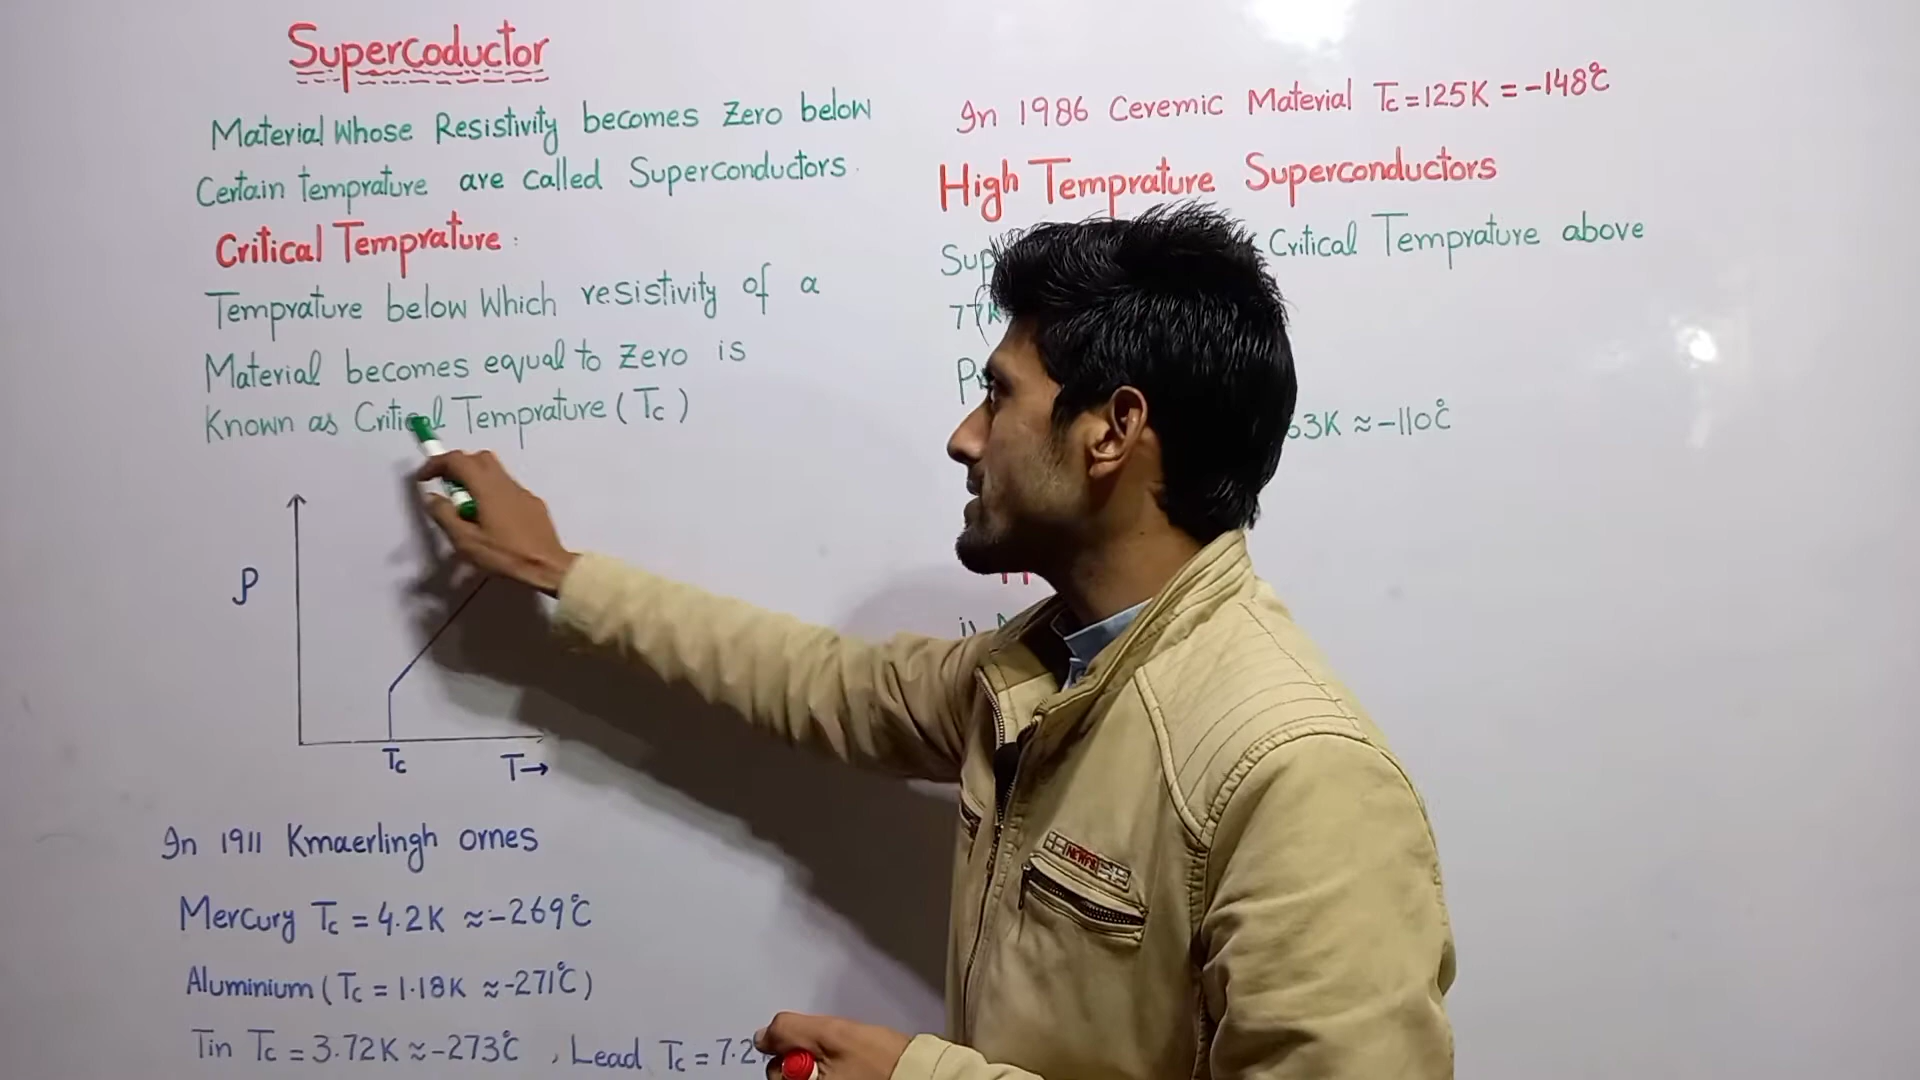 Supercoductor
Material Whose Resistivity becomes Zero below
Certain temprature are called Superconductors.
Critical Temprature:
Temprature below Which resistivity of a
Material becomes equal to Zero is
Known as Critical Temprature (Tc)
ρ
Tc
T→
In 1911 Kmaerlingh ornes
Mercury Tc = 4.2K ≈-269°C
Aluminium (Tc = 1.18K ≈-271°C)
Tin Tc = 3.72K ≈-273°C , Lead Tc = 7.2
In 1986 Ceremic Material Tc = 125K = -148°C
High Temprature Superconductors
Critical Temprature above
77K
63K ≈ -110°C
NEWFS